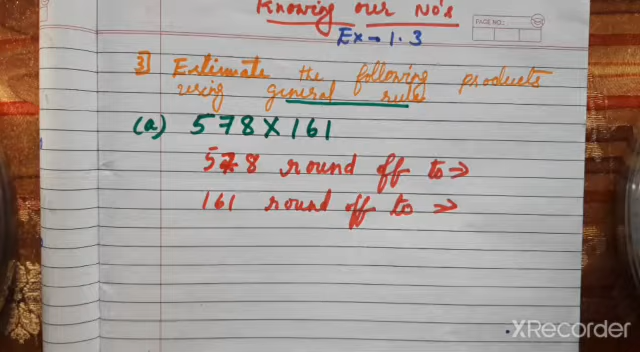 Knowing our No's
PAGE NO.:
Ex → 1.3
3] Estimate the following products
using general rule
(a) 578×161
578 round off to ⇒
161 round off to ⇒
XRecorder